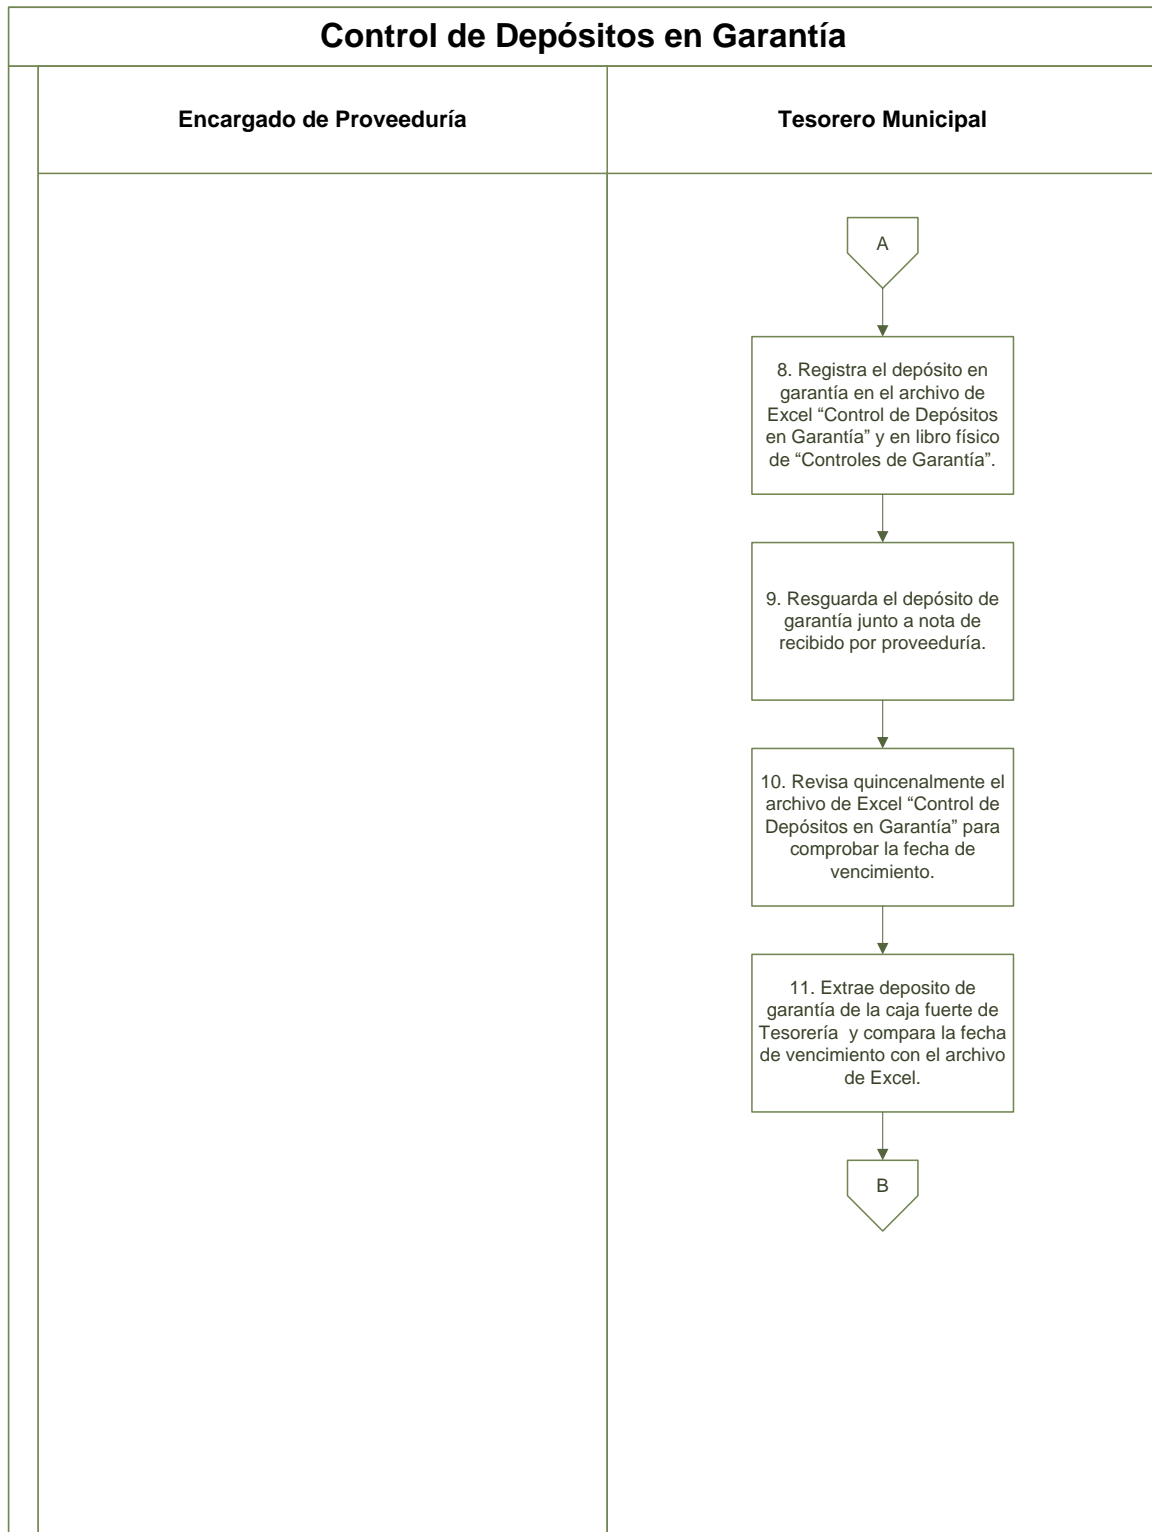 Control de Depósitos en Garantía
Encargado de Proveeduría
Tesorero Municipal
A
8. Registra el depósito en
garantía en el archivo de
Excel “Control de Depósitos
en Garantía” y en libro físico
de “Controles de Garantía”.
9. Resguarda el depósito de
garantía junto a nota de
recibido por proveeduría.
10. Revisa quincenalmente el
archivo de Excel “Control de
Depósitos en Garantía” para
comprobar la fecha de
vencimiento.
11. Extrae deposito de
garantía de la caja fuerte de
Tesorería y compara la fecha
de vencimiento con el archivo
de Excel.
B